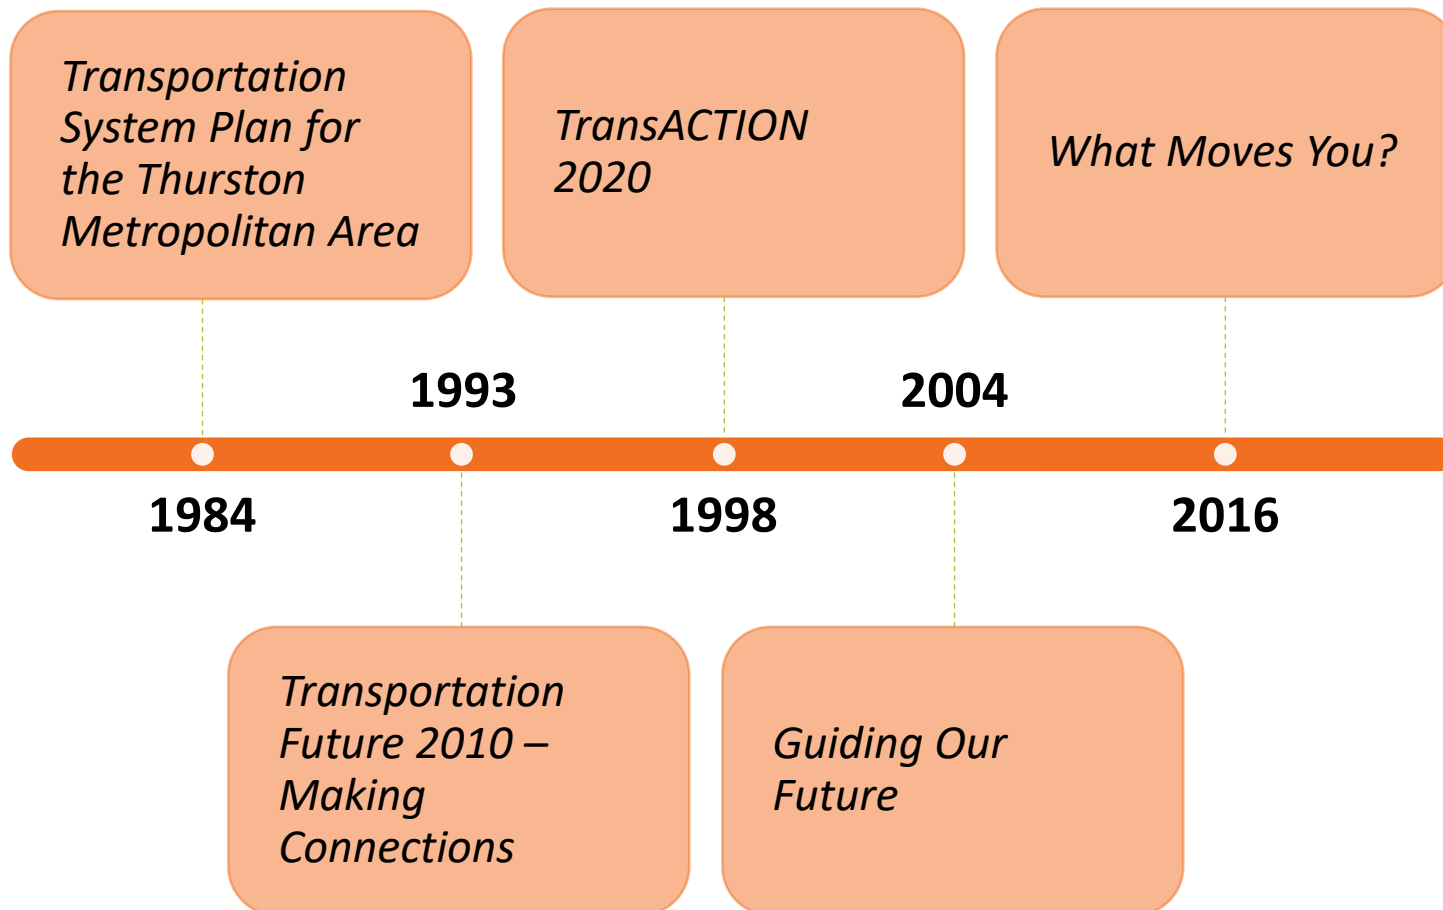 Transportation
System Plan for
the Thurston
Metropolitan Area
TransACTION
2020
What Moves You?
1993
2004
1984
1998
2016
Transportation
Future 2010 –
Making
Connections
Guiding Our
Future